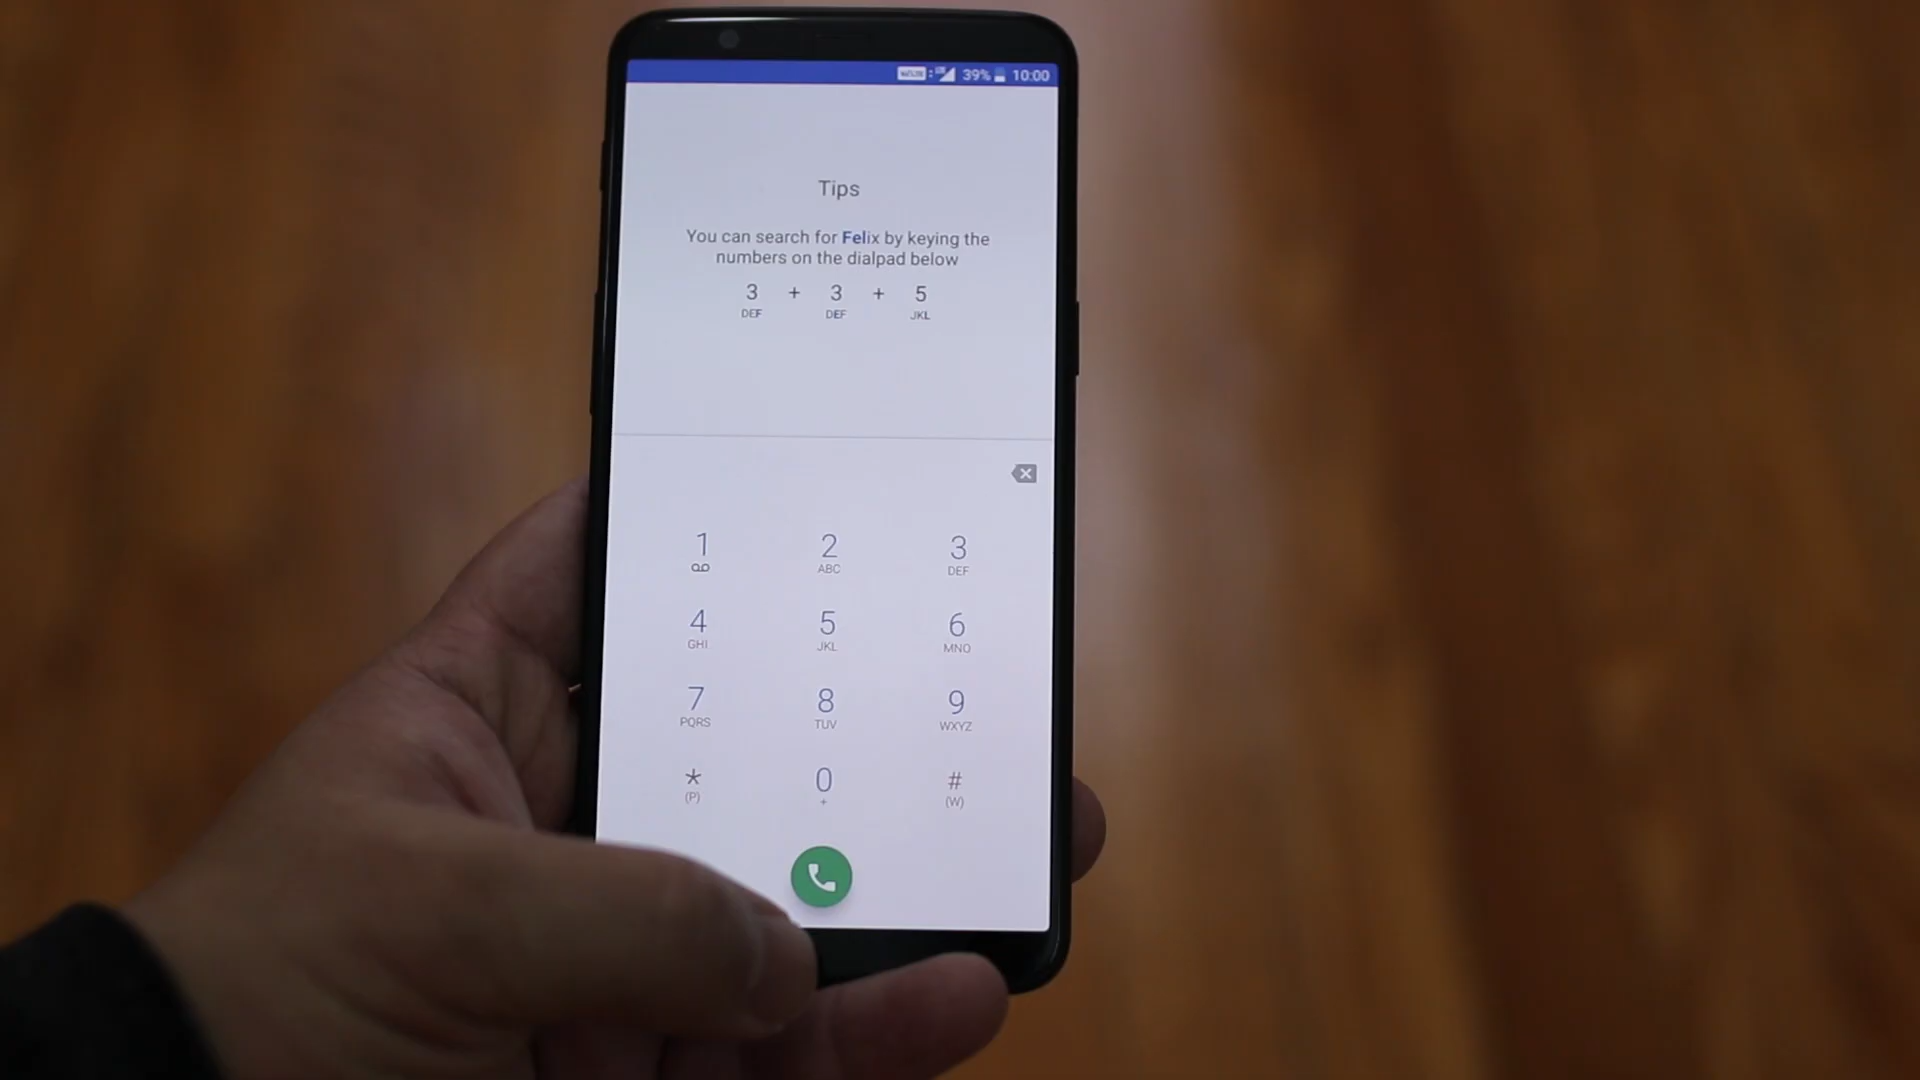 39% 10:00
Tips
You can search for Felix by keying the
numbers on the dialpad below
3 + 3 + 5
DEF DEF JKL
1 2 3
ABC DEF
4 5 6
GHI JKL MNO
7 8 9
PQRS TUV WXYZ
* 0 #
(P) + (W)